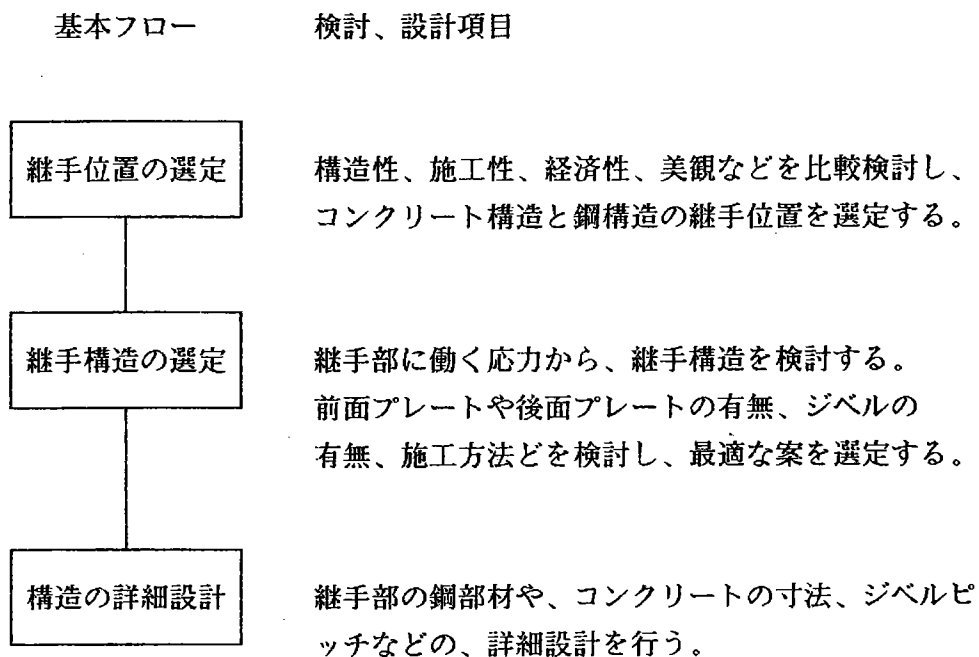 基本フロー 検討、設計項目
継手位置の選定 構造性、施工性、経済性、美観などを比較検討し、
コンクリート構造と鋼構造の継手位置を選定する。
継手構造の選定 継手部に働く応力から、継手構造を検討する。
前面プレートや後面プレートの有無、ジベルの
有無、施工方法どを検討し、最適な案を選定する。
構造の詳細設計 継手部の鋼部材や、コンクリートの寸法、ジベルピ
ッチなどの、詳細設計を行う。